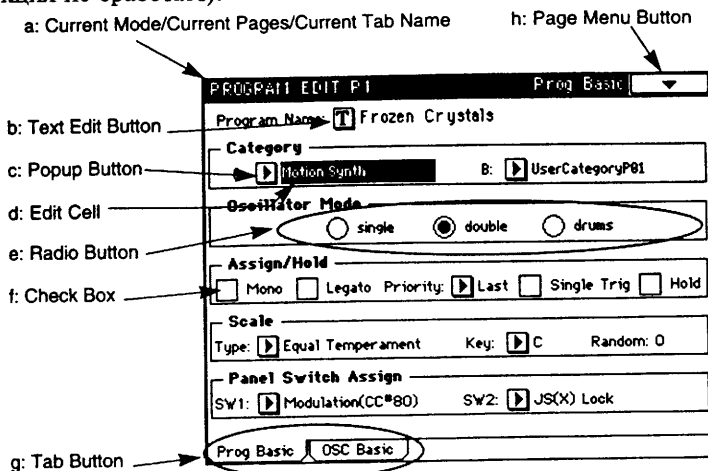 не сработает).
a: Current Mode/Current Pages/Current Tab Name
h: Page Menu Button
PROGRAM EDIT P1 Prog Basic
b: Text Edit Button
Program Name: T Frozen Crystals
Category
c: Popup Button
Motion Synth B: UserCategoryP01
d: Edit Cell
Oscillator Mode
single double drums
e: Radio Button
Assign/Hold
f: Check Box
Mono Legato Priority: Last Single Trig Hold
Scale
Type: Equal Temperament Key: C Random: 0
Panel Switch Assign
SW1: Modulation(CC#80) SW2: JS(X) Lock
Prog Basic OSC Basic
g: Tab Button